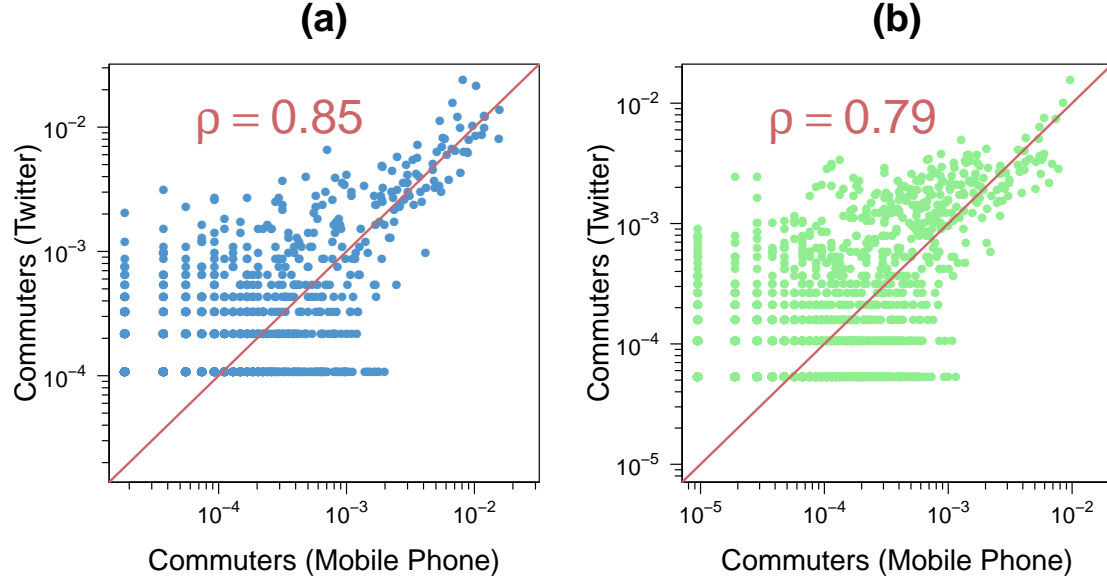 (a)
ρ = 0.85
Commuters (Twitter)
10⁻²
10⁻³
10⁻⁴
10⁻⁴ 10⁻³ 10⁻²
Commuters (Mobile Phone)
(b)
ρ = 0.79
Commuters (Twitter)
10⁻²
10⁻³
10⁻⁴
10⁻⁵
10⁻⁵ 10⁻⁴ 10⁻³ 10⁻²
Commuters (Mobile Phone)